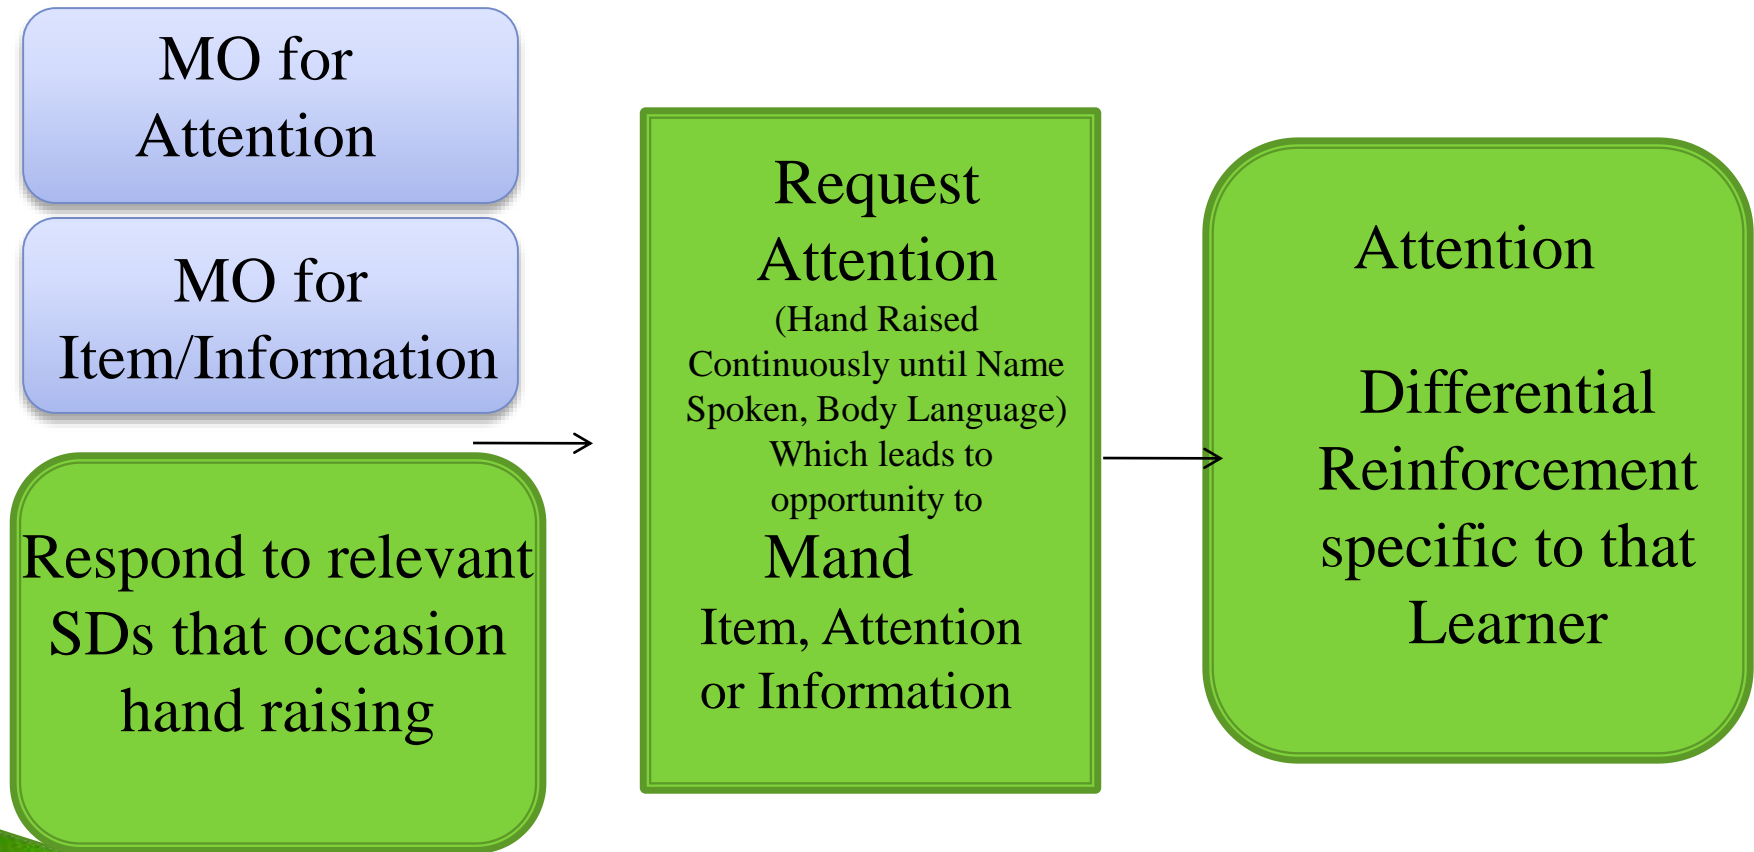 MO for
Attention
MO for
Item/Information
Respond to relevant
SDs that occasion
hand raising
Request
Attention
(Hand Raised
Continuously until Name
Spoken, Body Language)
Which leads to
opportunity to
Mand
Item, Attention
or Information
Attention
Differential
Reinforcement
specific to that
Learner